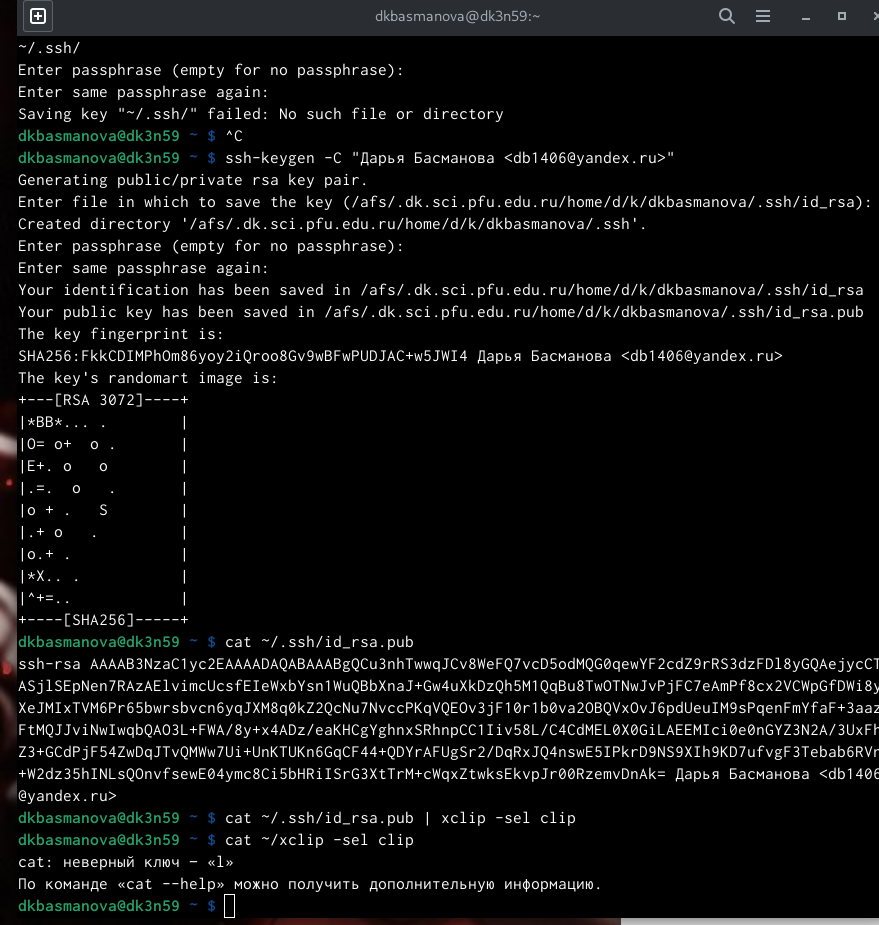 dkbasmanova@dk3n59:~
~/.ssh/
Enter passphrase (empty for no passphrase):
Enter same passphrase again:
Saving key "~/.ssh/" failed: No such file or directory
dkbasmanova@dk3n59 ~ $ ^C
dkbasmanova@dk3n59 ~ $ ssh-keygen -C "Дарья Басманова <db1406@yandex.ru>"
Generating public/private rsa key pair.
Enter file in which to save the key (/afs/.dk.sci.pfu.edu.ru/home/d/k/dkbasmanova/.ssh/id_rsa):
Created directory '/afs/.dk.sci.pfu.edu.ru/home/d/k/dkbasmanova/.ssh'.
Enter passphrase (empty for no passphrase):
Enter same passphrase again:
Your identification has been saved in /afs/.dk.sci.pfu.edu.ru/home/d/k/dkbasmanova/.ssh/id_rsa
Your public key has been saved in /afs/.dk.sci.pfu.edu.ru/home/d/k/dkbasmanova/.ssh/id_rsa.pub
The key fingerprint is:
SHA256:FkkCDIMPhOm86yoy2iQroo8Gv9wBFwPUDJAC+w5JWI4 Дарья Басманова <db1406@yandex.ru>
The key's randomart image is:
+---[RSA 3072]----+
|*BB*... .        |
|O= o+  o .       |
|E+. o   o        |
|.=.  o   .       |
|o + .   S        |
|.+ o   .         |
|o.+ .            |
|*X.. .           |
|^+=..            |
+----[SHA256]-----+
dkbasmanova@dk3n59 ~ $ cat ~/.ssh/id_rsa.pub
ssh-rsa AAAAB3NzaC1yc2EAAAADAQABAAABgQCu3nhTwwqJCv8WeFQ7vcD5odMQG0qewYF2cdZ9rRS3dzFDl8yGQAejycCT
ASjlSEpNen7RAzAElvimcUcsfEIeWxbYsn1WuQBbXnaJ+Gw4uXkDzQh5M1QqBu8TwOTNwJvPjFC7eAmPf8cx2VCWpGfDWi8y
XeJMIxTVM6Pr65bwrsbvcn6yqJXM8q0kZ2QcNu7NvccPKqVQEOv3jF10r1b0va2OBQVxOvJ6pdUeuIM9sPqenFmYfaF+3aaz
FtMQJJviNwIwqbQAO3L+FWA/8y+x4ADz/eaKHCgYghnxSRhnpCC1Iiv58L/C4CdMEL0X0GiLAEEMIci0e0nGYZ3N2A/3UxFh
Z3+GCdPjF54ZwDqJTvQMWw7Ui+UnKTUKn6GqCF44+QDYrAFUgSr2/DqRxJQ4nswE5IPkrD9NS9XIh9KD7ufvgF3Tebab6RVr
+W2dz35hINLsQOnvfsewE04ymc8Ci5bHRiISrG3XtTrM+cWqxZtwksEkvpJr00RzemvDnAk= Дарья Басманова <db1406
@yandex.ru>
dkbasmanova@dk3n59 ~ $ cat ~/.ssh/id_rsa.pub | xclip -sel clip
dkbasmanova@dk3n59 ~ $ cat ~/xclip -sel clip
cat: неверный ключ — «l»
По команде «cat --help» можно получить дополнительную информацию.
dkbasmanova@dk3n59 ~ $